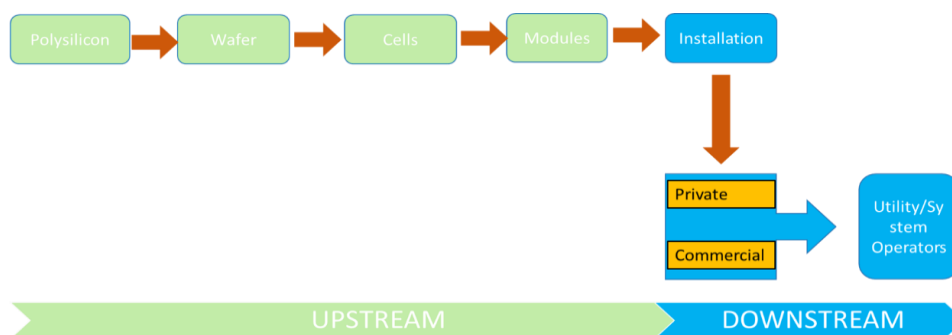 Polysilicon
Wafer
Cells
Modules
Installation
Private
Commercial
Utility/Sy
stem
Operators
UPSTREAM
DOWNSTREAM